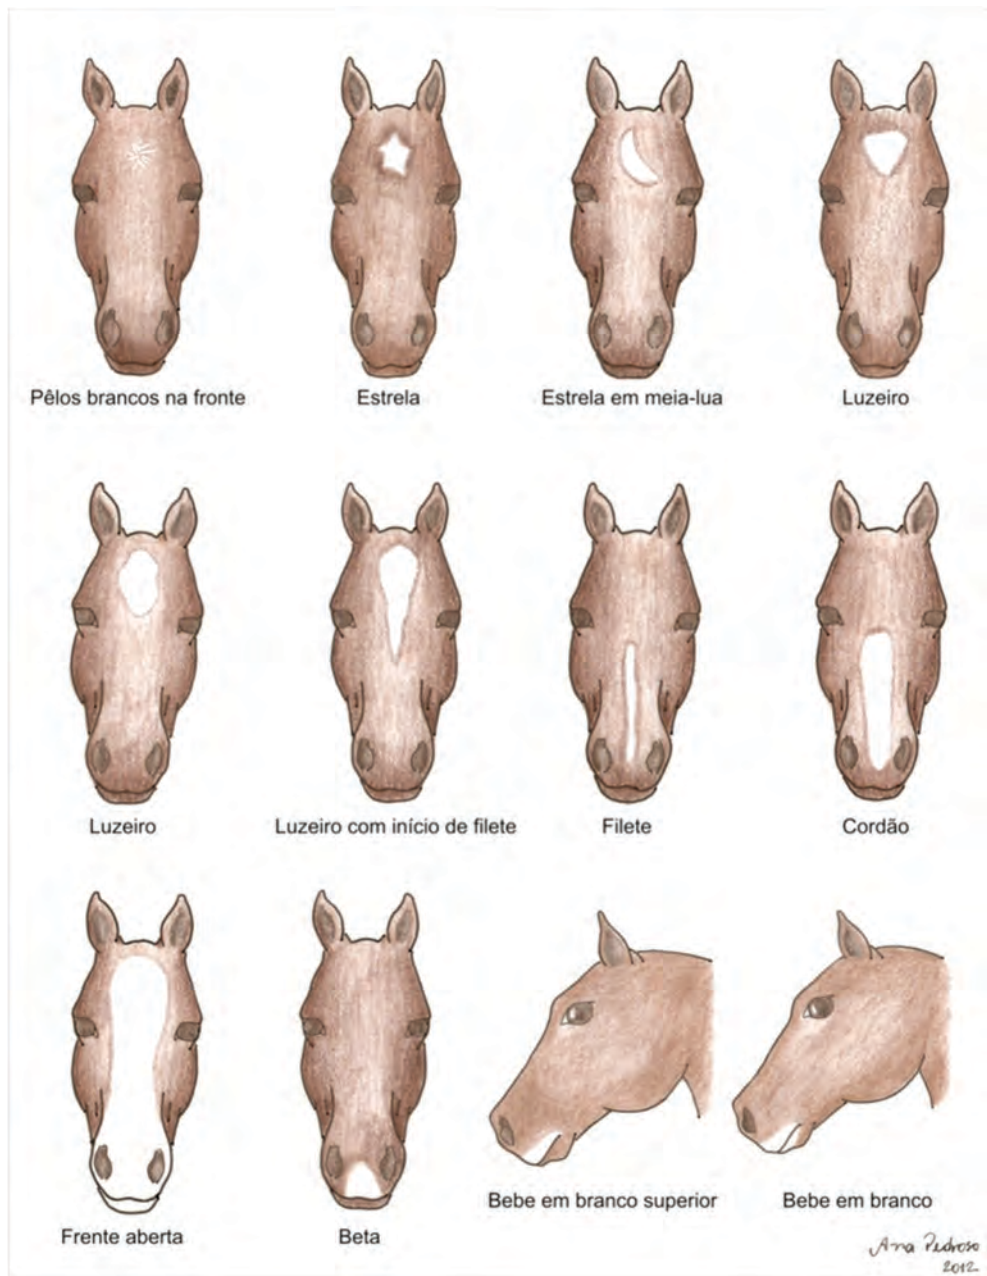 Pêlos brancos na fronte
Estrela
Estrela em meia-lua
Luzeiro
Luzeiro
Luzeiro com início de filete
Filete
Cordão
Frente aberta
Beta
Bebe em branco superior
Bebe em branco
Ana Pedroso
2012